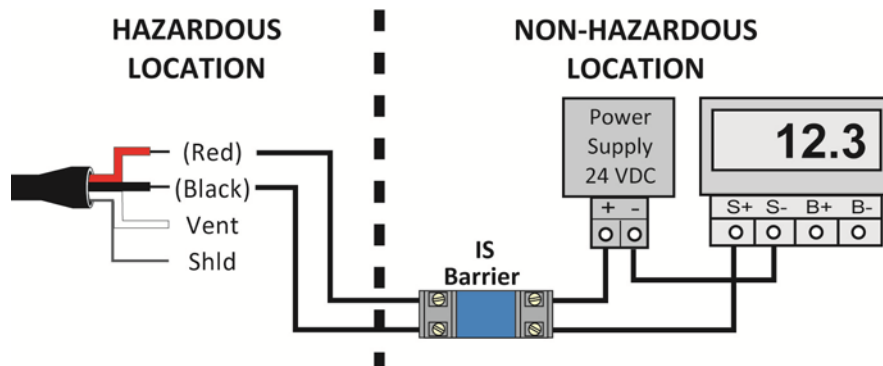 HAZARDOUS
LOCATION
NON-HAZARDOUS
LOCATION
Power
Supply
24 VDC
+ -
12.3
S+ S- B+ B-
(Red)
(Black)
Vent
Shld
IS
Barrier